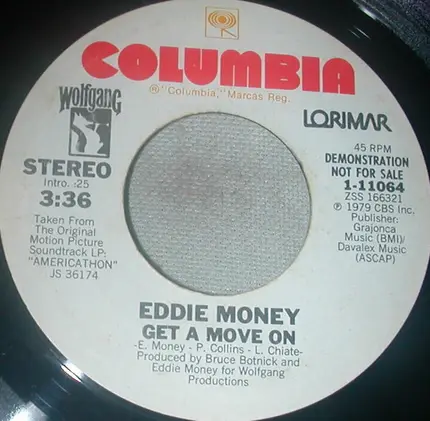 COLUMBIA
® "Columbia," Marcas Reg.
Wolfgang
LORIMAR
STEREO
Intro. :25
3:36
Taken From
The Original
Motion Picture
Soundtrack LP:
"AMERICATHON"
JS 36174
45 RPM
DEMONSTRATION
NOT FOR SALE
1-11064
ZSS 166321
℗ 1979 CBS Inc.
Publisher:
Grajonca
Music (BMI)/
Davalex Music
(ASCAP)
EDDIE MONEY
GET A MOVE ON
-E. Money - P. Collins - L. Chiate-
Produced by Bruce Botnick and
Eddie Money for Wolfgang
Productions